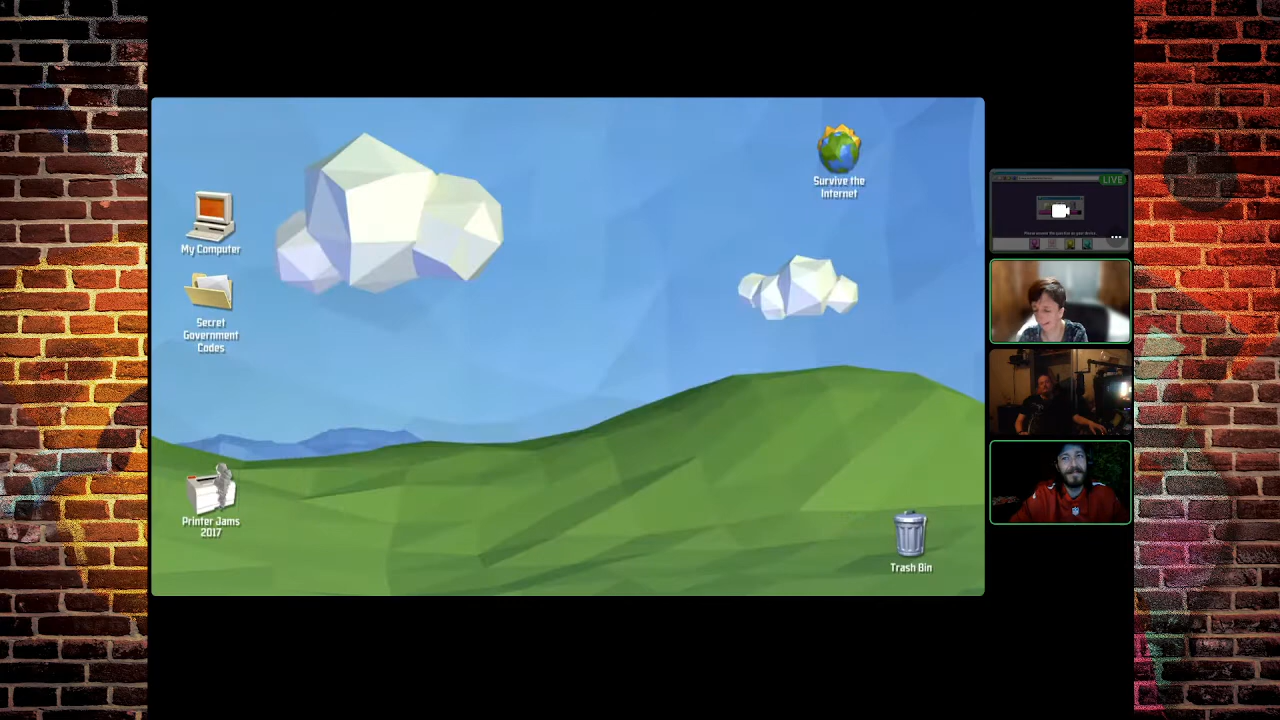 Survive the
Internet
My Computer
Secret
Government
Codes
Printer Jams
2017
Trash Bin
LIVE